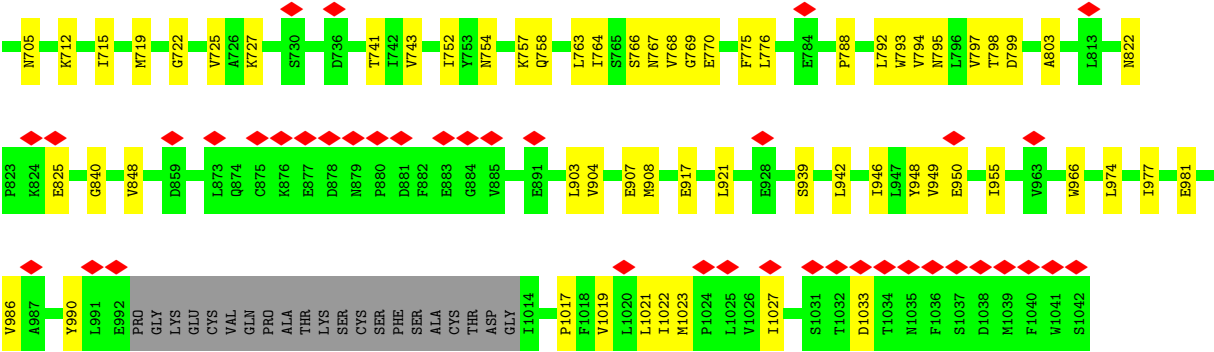 N705 K712 I715 M719 G722 V725 A726 K727 S730 D736 T741 I742 V743 I752 Y753 N754 K757 Q758 L763 I764 S765 S766 N767 V768 G769 E770 F775 L776 E784 P788 L792 W793 V794 N795 L796 V797 T798 D799 A803 L813 N822
P823 K824 E825 G840 V848 D859 L873 Q874 C875 K876 E877 D878 N879 P880 D881 F882 E883 G884 V885 E891 L903 V904 E907 M908 E917 L921 E928 S939 L942 I946 L947 Y948 V949 E950 I955 V963 W966 L974 I977 E981
V986 A987 Y990 L991 E992 PRO GLY LYS GLU CYS VAL GLN PRO ALA THR LYS SER CYS SER PHE SER ALA CYS THR ASP GLY I1014 P1017 F1018 V1019 L1020 L1021 I1022 M1023 P1024 L1025 V1026 I1027 S1031 T1032 D1033 T1034 N1035 F1036 S1037 D1038 M1039 F1040 W1041 S1042